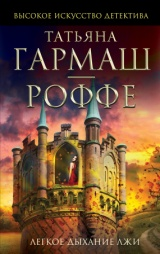 ВЫСОКОЕ ИСКУССТВО ДЕТЕКТИВА
ТАТЬЯНА
ГАРМАШ
РОФФЕ
ЛЕГКОЕ ДЫХАНИЕ ЛЖИ